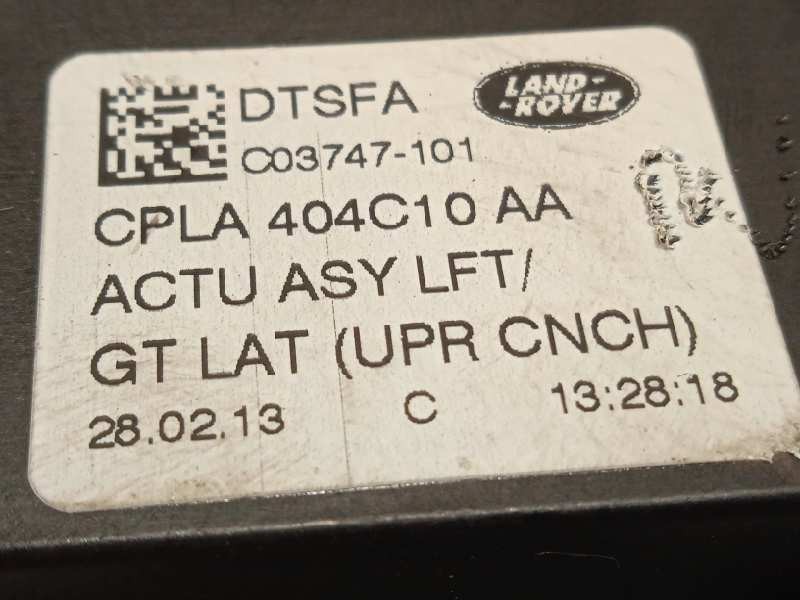 DTSFA
LAND-
-ROVER
C03747-101
CPLA 404C10 AA
ACTU ASY LFT/
GT LAT (UPR CNCH)
28.02.13 C 13:28:18